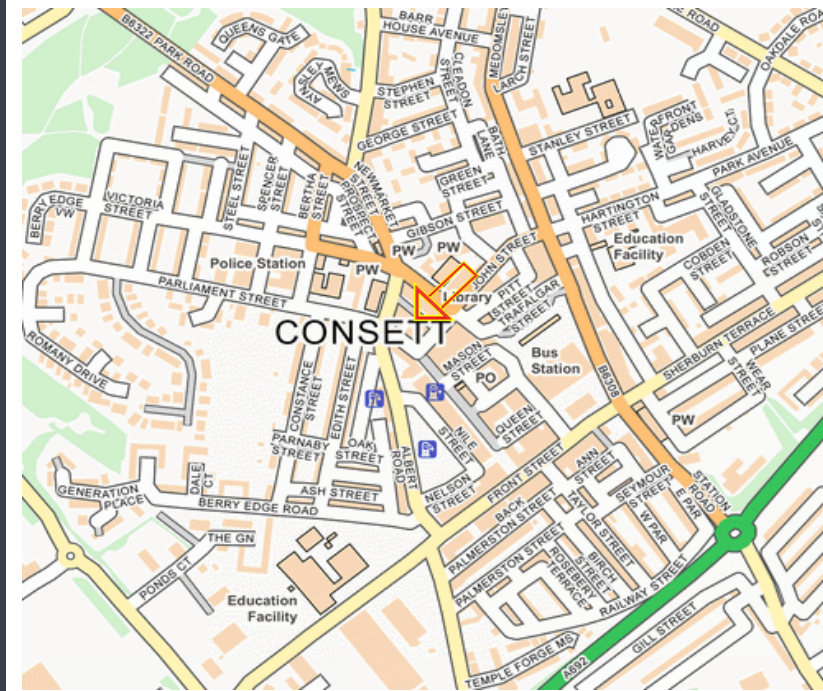 BARR
HOUSE AVENUE
B6322 PARK ROAD
QUEENS GATE
MEDOMSLEY
LARCH STREET
ROAD
OAKDALE ROAD
AYNSLEY
MEWS
STEPHEN
STREET
CLEADON
STREET
GEORGE STREET
BATH
LANE
STANLEY STREET
WATERFRONT
GARDENS
HARVEY CT
PARK AVENUE
GREEN
STREET
NEWMARKET
STREET
PROSPECT
STREET
STEEL STREET
SPENCER
STREET
BERTHA
STREET
VICTORIA
STREET
BERRY EDGE
VW
GIBSON STREET
HARTINGTON
STREET
GLADSTONE
STREET
COBDEN
STREET
ROBSON
STREET
Education
Facility
PW
PW
PW
Police Station
JOHN STREET
Library
PITT
STREET
TRAFALGAR
STREET
PARLIAMENT STREET
CONSETT
ROMANY DRIVE
SHERBURN TERRACE
PLANE STREET
WEAR
STREET
MASON
STREET
Bus
Station
PO
B6308
PW
CONSTANCE
STREET
EDITH STREET
QUEEN
STREET
PARNABY
STREET
OAK
STREET
ALBERT
ROAD
NILE
STREET
NELSON
STREET
FRONT STREET
ANN
STREET
SEYMOUR
STREET
STATION
ROAD
E PAR
W PAR
GENERATION
PLACE
DALE
CT
ASH STREET
BERRY EDGE ROAD
BACK
PALMERSTON STREET
TAYLOR STREET
BIRCH
STREET
ROSEBERY
TERRACE
PALMERSTON STREET
RAILWAY STREET
THE GN
PONDS CT
Education
Facility
TEMPLE FORGE MS
A692
GILL STREET